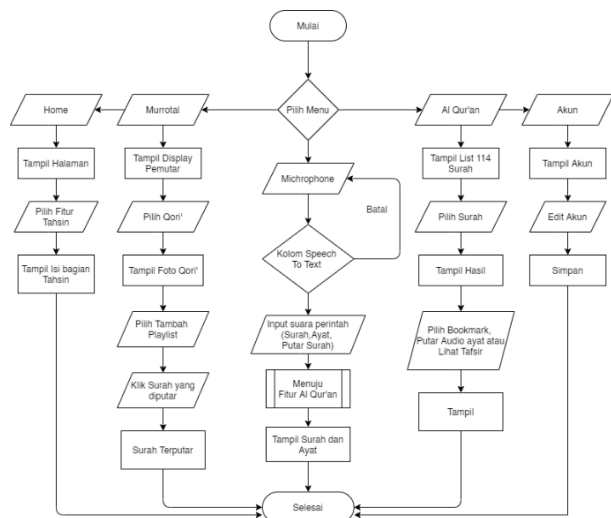 Mulai
Home
Murrotal
Pilih Menu
Al Qur'an
Akun
Tampil Halaman
Tampil Display
Pemutar
Michrophone
Tampil List 114
Surah
Tampil Akun
Batal
Pilih Fitur
Tahsin
Pilih Qori'
Pilih Surah
Edit Akun
Kolom Speech
To Text
Tampil Isi bagian
Tahsin
Tampil Foto Qori'
Tampil Hasil
Simpan
Pilih Tambah
Playlist
Input suara perintah
(Surah,Ayat,
Putar Surah)
Pilih Bookmark,
Putar Audio ayat atau
Lihat Tafsir
Klik Surah yang
diputar
Menuju
Fitur Al Qur'an
Tampil
Surah Terputar
Tampil Surah dan
Ayat
Selesai